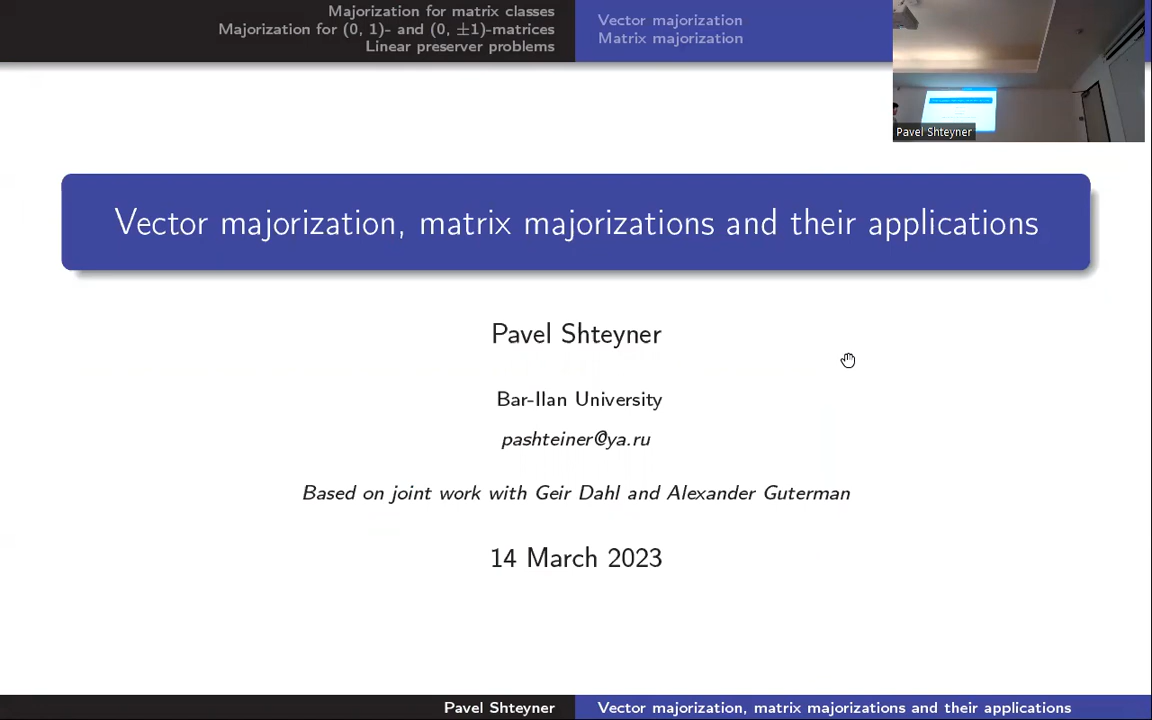 Majorization for matrix classes
Majorization for (0, 1)- and (0, ±1)-matrices
Linear preserver problems
Vector majorization
Matrix majorization
Pavel Shteyner
Vector majorization, matrix majorizations and their applications
Pavel Shteyner
Bar-Ilan University
pashteiner@ya.ru
Based on joint work with Geir Dahl and Alexander Guterman
14 March 2023
Pavel Shteyner
Vector majorization, matrix majorizations and their applications